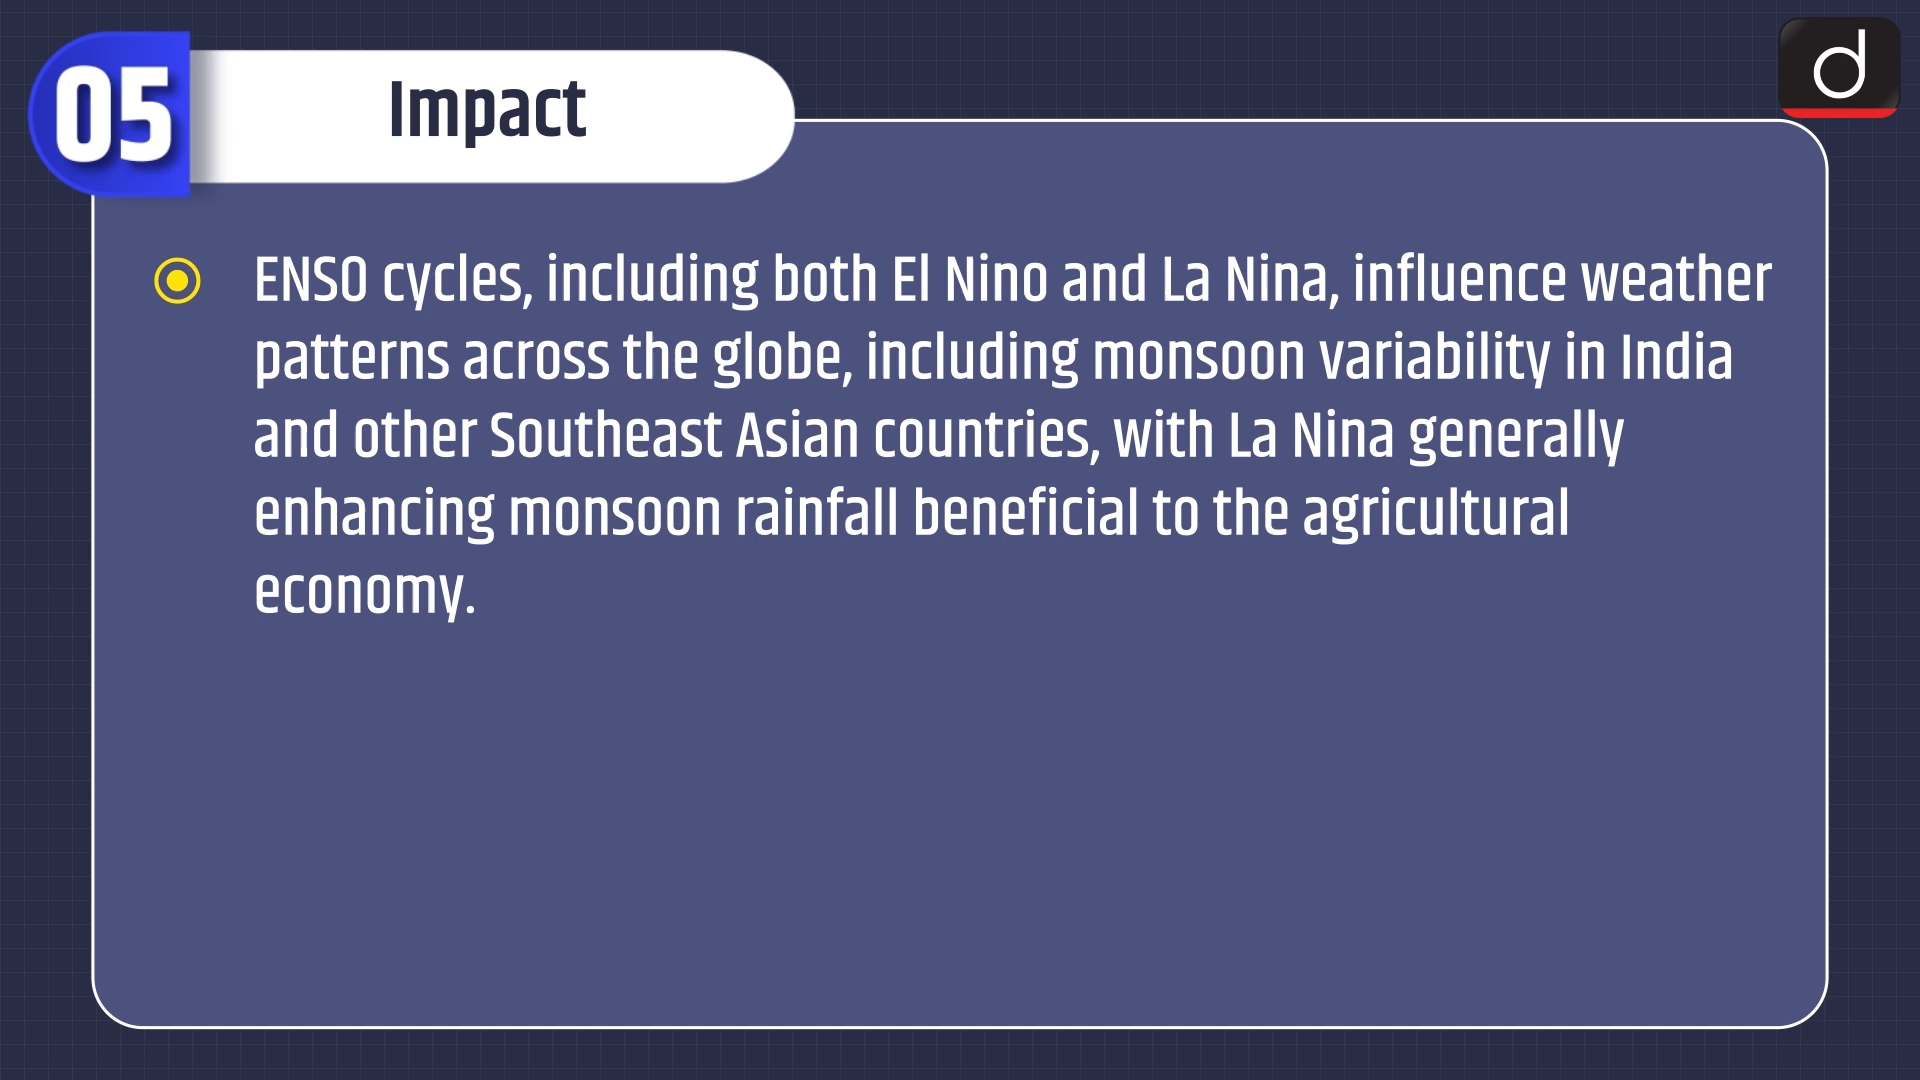 05
Impact
d
ENSO cycles, including both El Nino and La Nina, influence weather
patterns across the globe, including monsoon variability in India
and other Southeast Asian countries, with La Nina generally
enhancing monsoon rainfall beneficial to the agricultural
economy.